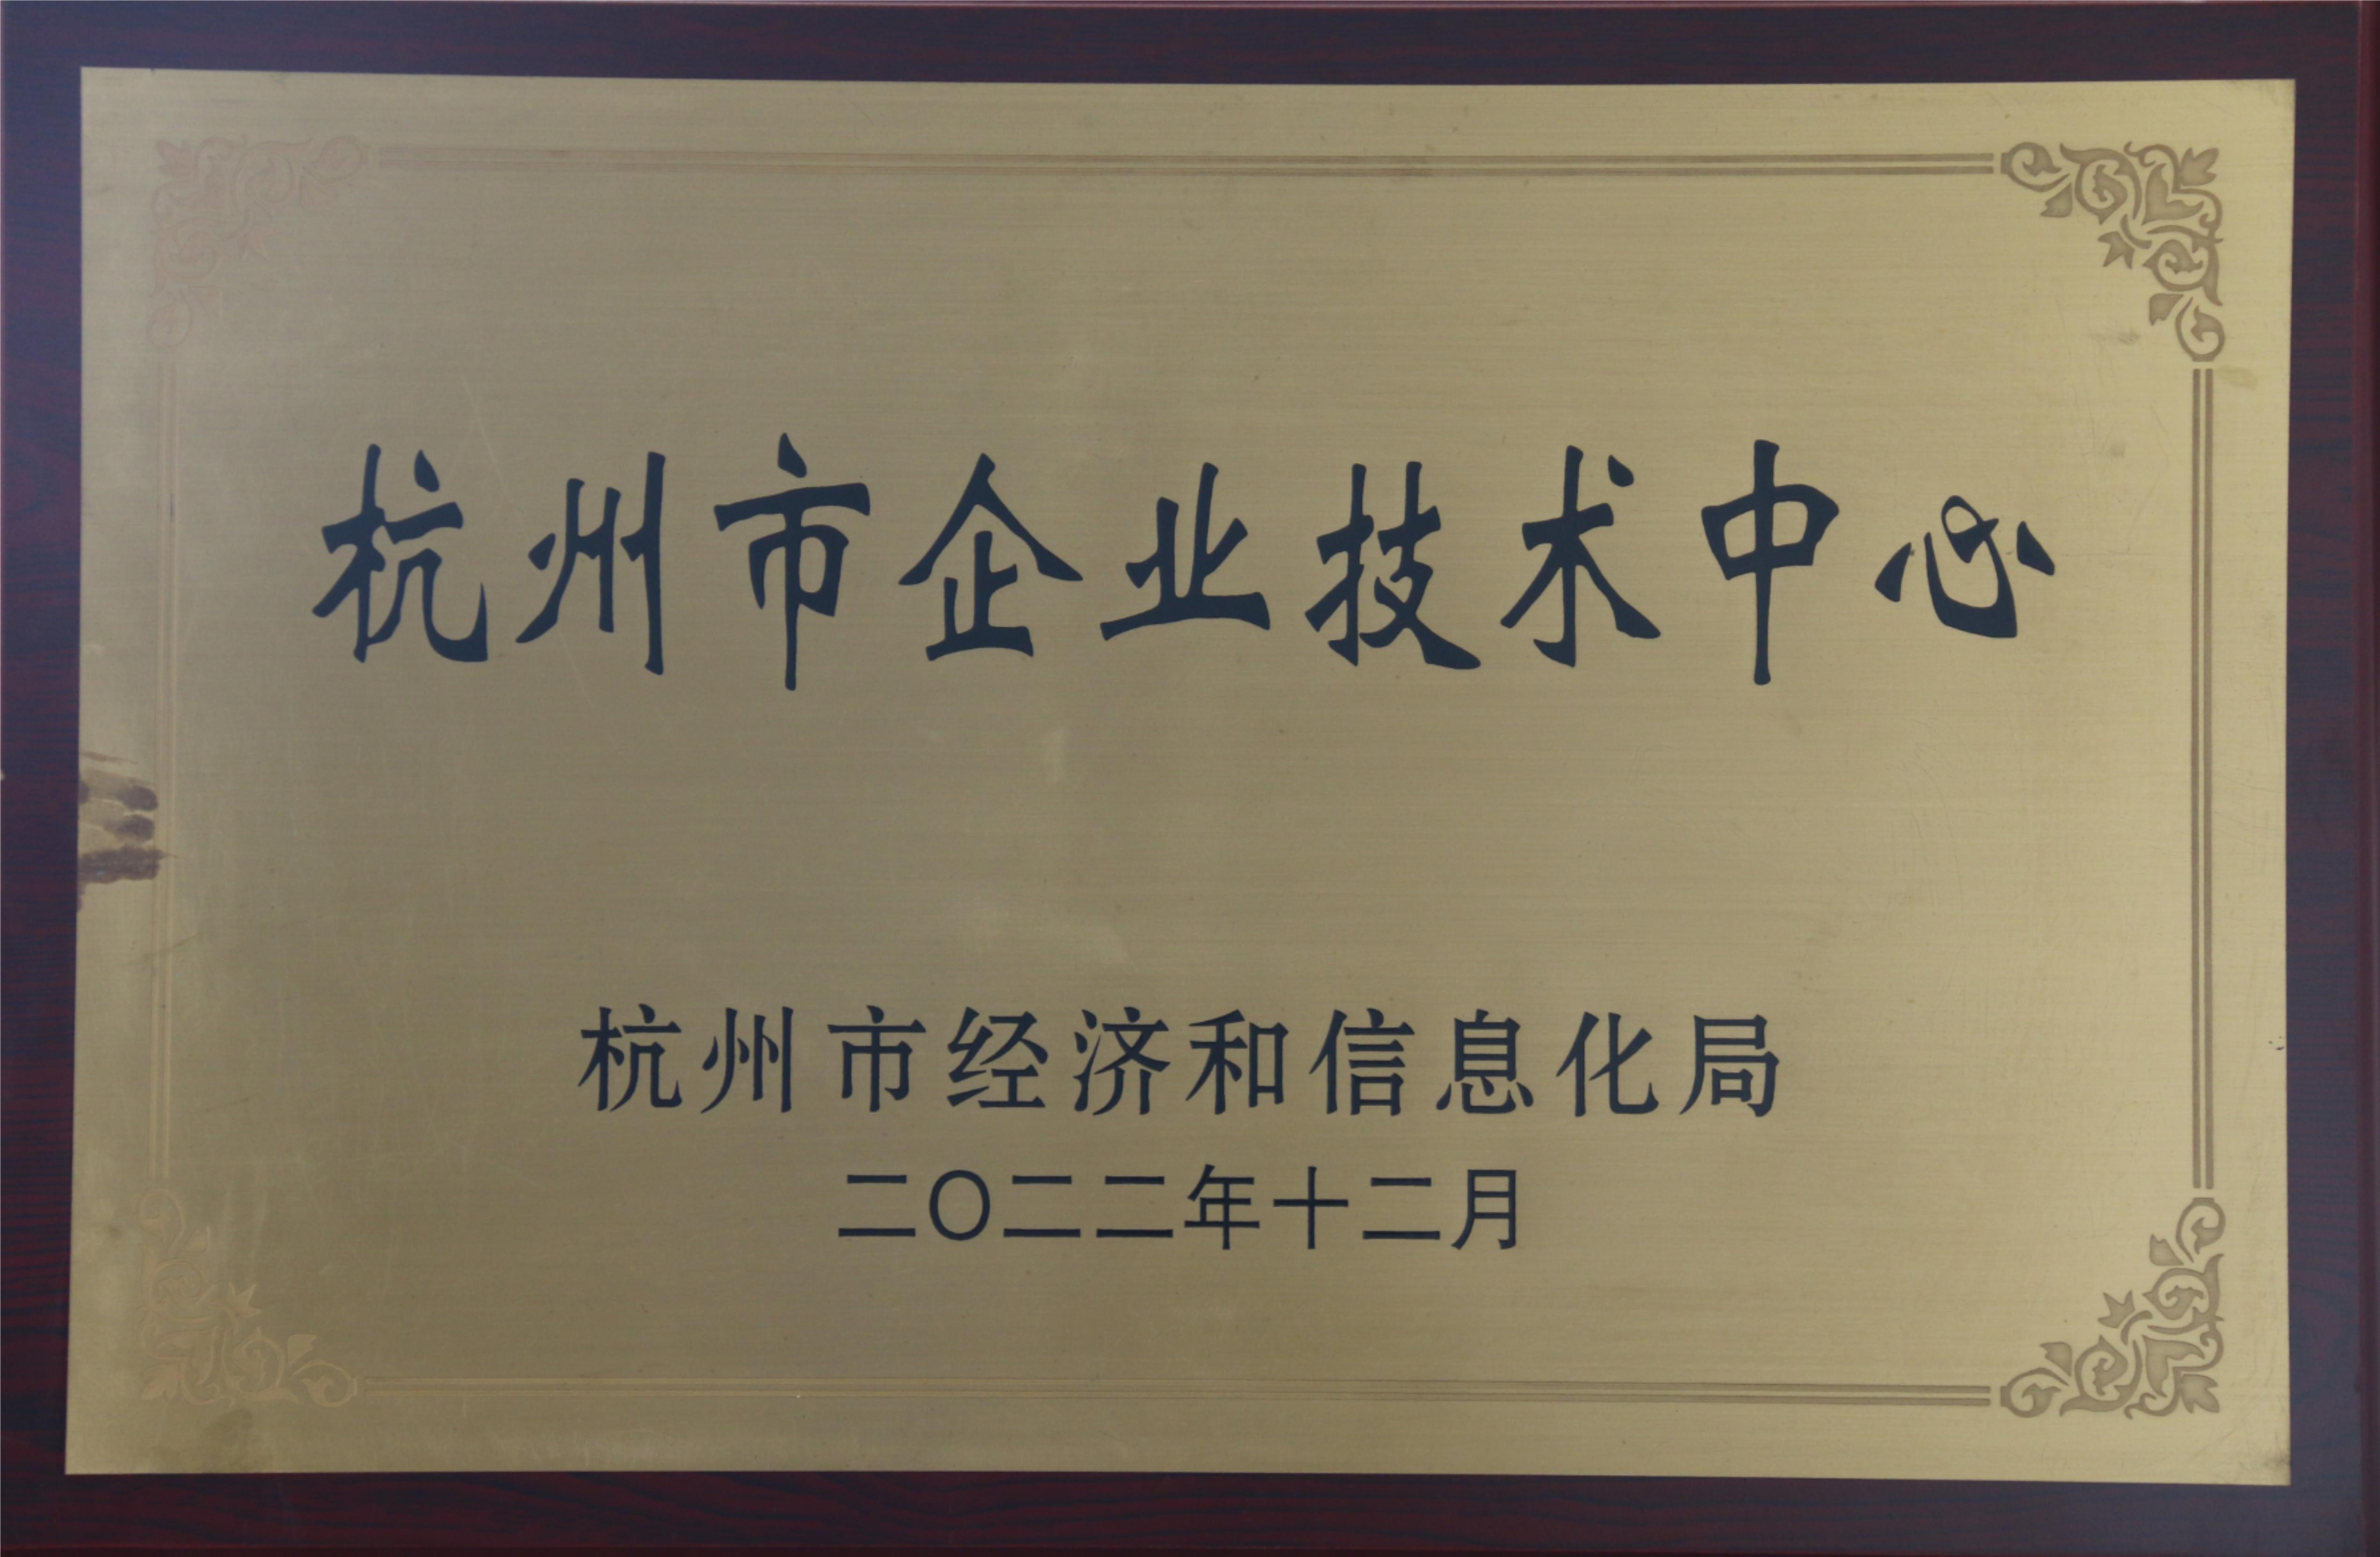 杭州市企业技术中心
杭州市经济和信息化局
二〇二二年十二月